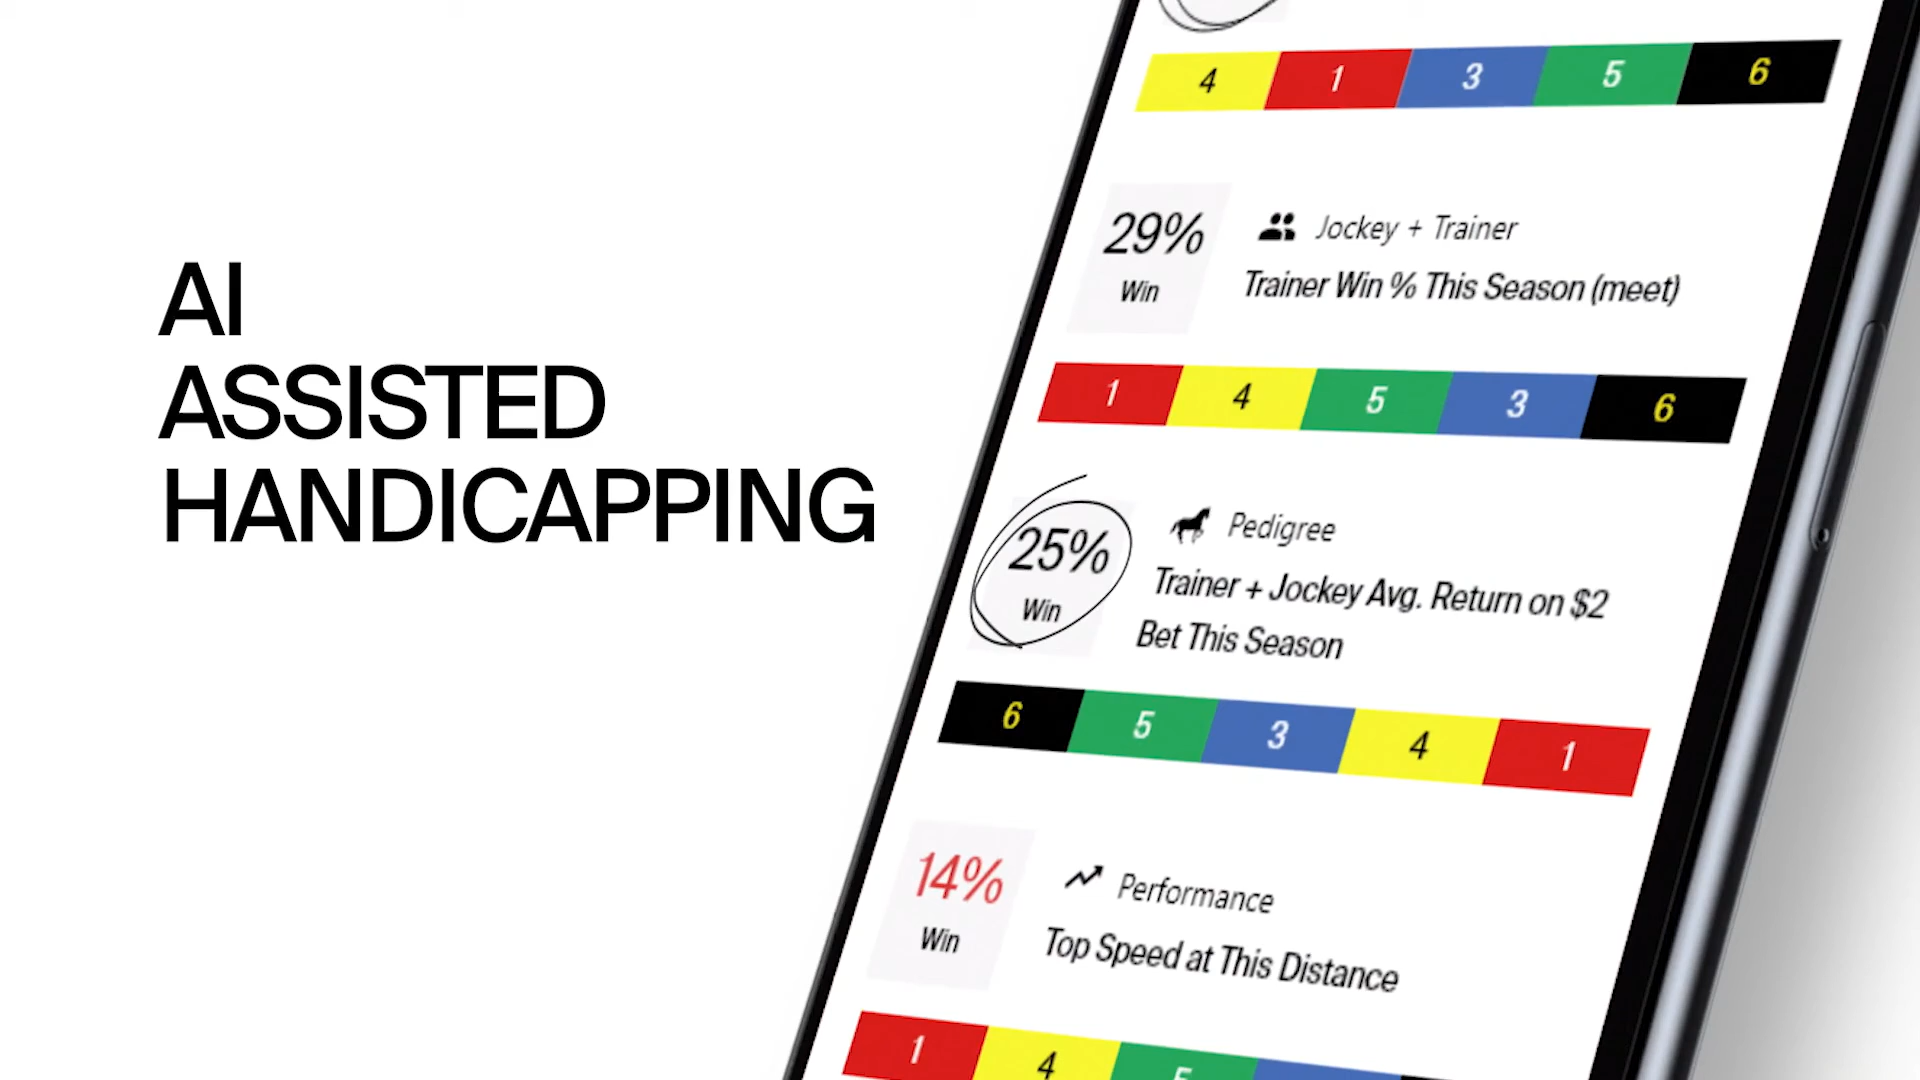 AI
ASSISTED
HANDICAPPING
4 1 3 5 6
29%
Win
Jockey + Trainer
Trainer Win % This Season (meet)
1 4 5 3 6
25%
Win
Pedigree
Trainer + Jockey Avg. Return on $2
Bet This Season
6 5 3 4 1
14%
Win
Performance
Top Speed at This Distance
1 4 5